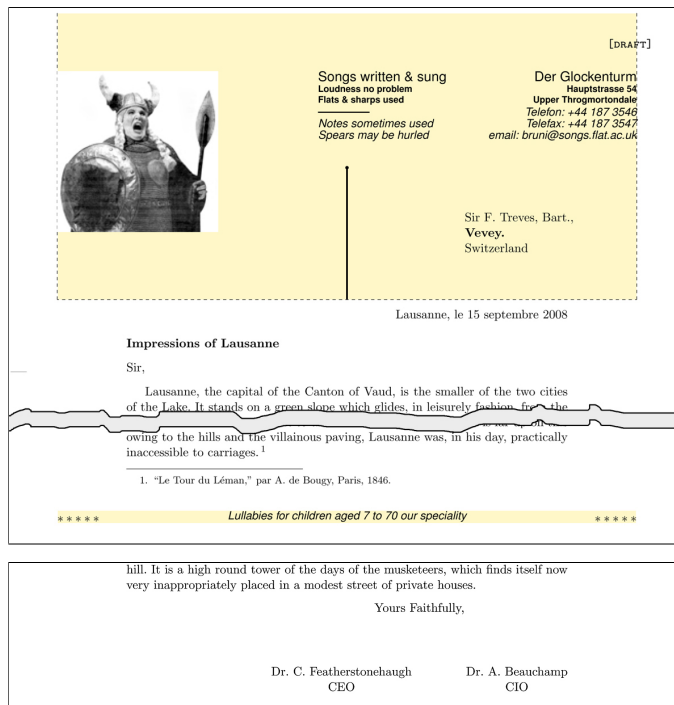 [DRAFT]
Songs written & sung
Loudness no problem
Flats & sharps used
Notes sometimes used
Spears may be hurled
Der Glockenturm
Hauptstrasse 54
Upper Throgmortondale
Telefon: +44 187 3546
Telefax: +44 187 3547
email: bruni@songs.flat.ac.uk
Sir F. Treves, Bart.,
Vevey.
Switzerland
Lausanne, le 15 septembre 2008
Impressions of Lausanne
Sir,
Lausanne, the capital of the Canton of Vaud, is the smaller of the two cities
of the Lake. It stands on a green slope which glides, in leisurely fashion, from the
owing to the hills and the villainous paving, Lausanne was, in his day, practically
inaccessible to carriages. 1
1. “Le Tour du Léman,” par A. de Bougy, Paris, 1846.
* * * * * Lullabies for children aged 7 to 70 our speciality * * * * *
hill. It is a high round tower of the days of the musketeers, which finds itself now
very inappropriately placed in a modest street of private houses.
Yours Faithfully,
Dr. C. Featherstonehaugh Dr. A. Beauchamp
CEO CIO